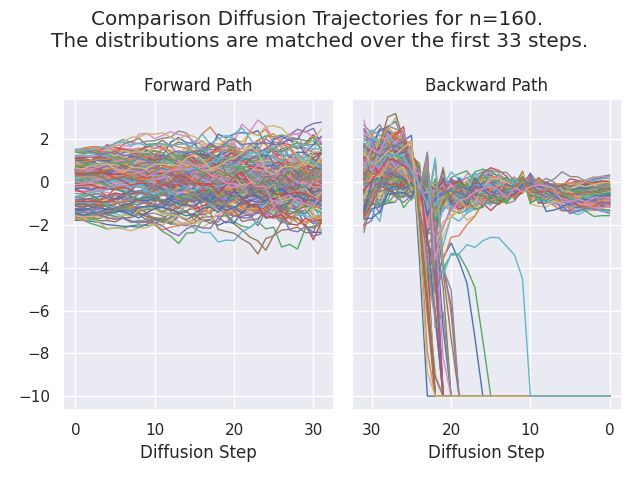 Comparison Diffusion Trajectories for n=160.
The distributions are matched over the first 33 steps.
Forward Path
Backward Path
2
0
−2
−4
−6
−8
−10
0 10 20 30
30 20 10 0
Diffusion Step
Diffusion Step